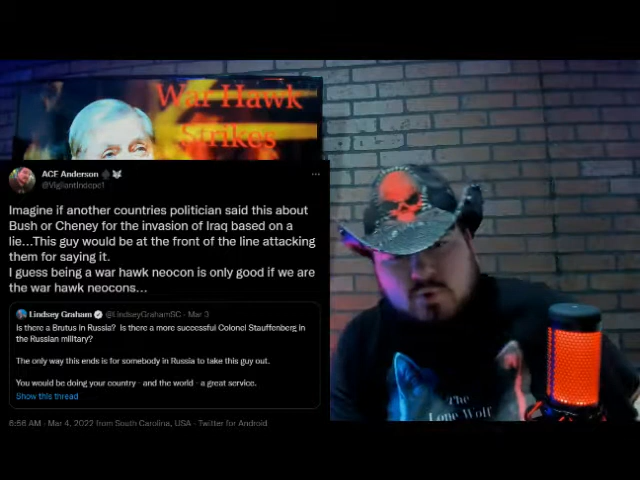 War Hawk
Strikes
ACE Anderson
@VigilantIndepe1
Imagine if another countries politician said this about
Bush or Cheney for the invasion of Iraq based on a
lie...This guy would be at the front of the line attacking
them for saying it.
I guess being a war hawk neocon is only good if we are
the war hawk neocons...
Lindsey Graham @LindseyGrahamSC · Mar 3
Is there a Brutus in Russia? Is there a more successful Colonel Stauffenberg in
the Russian military?
The only way this ends is for somebody in Russia to take this guy out.
You would be doing your country - and the world - a great service.
Show this thread
8:56 AM · Mar 4, 2022 from South Carolina, USA · Twitter for Android
The
Lone Wolf